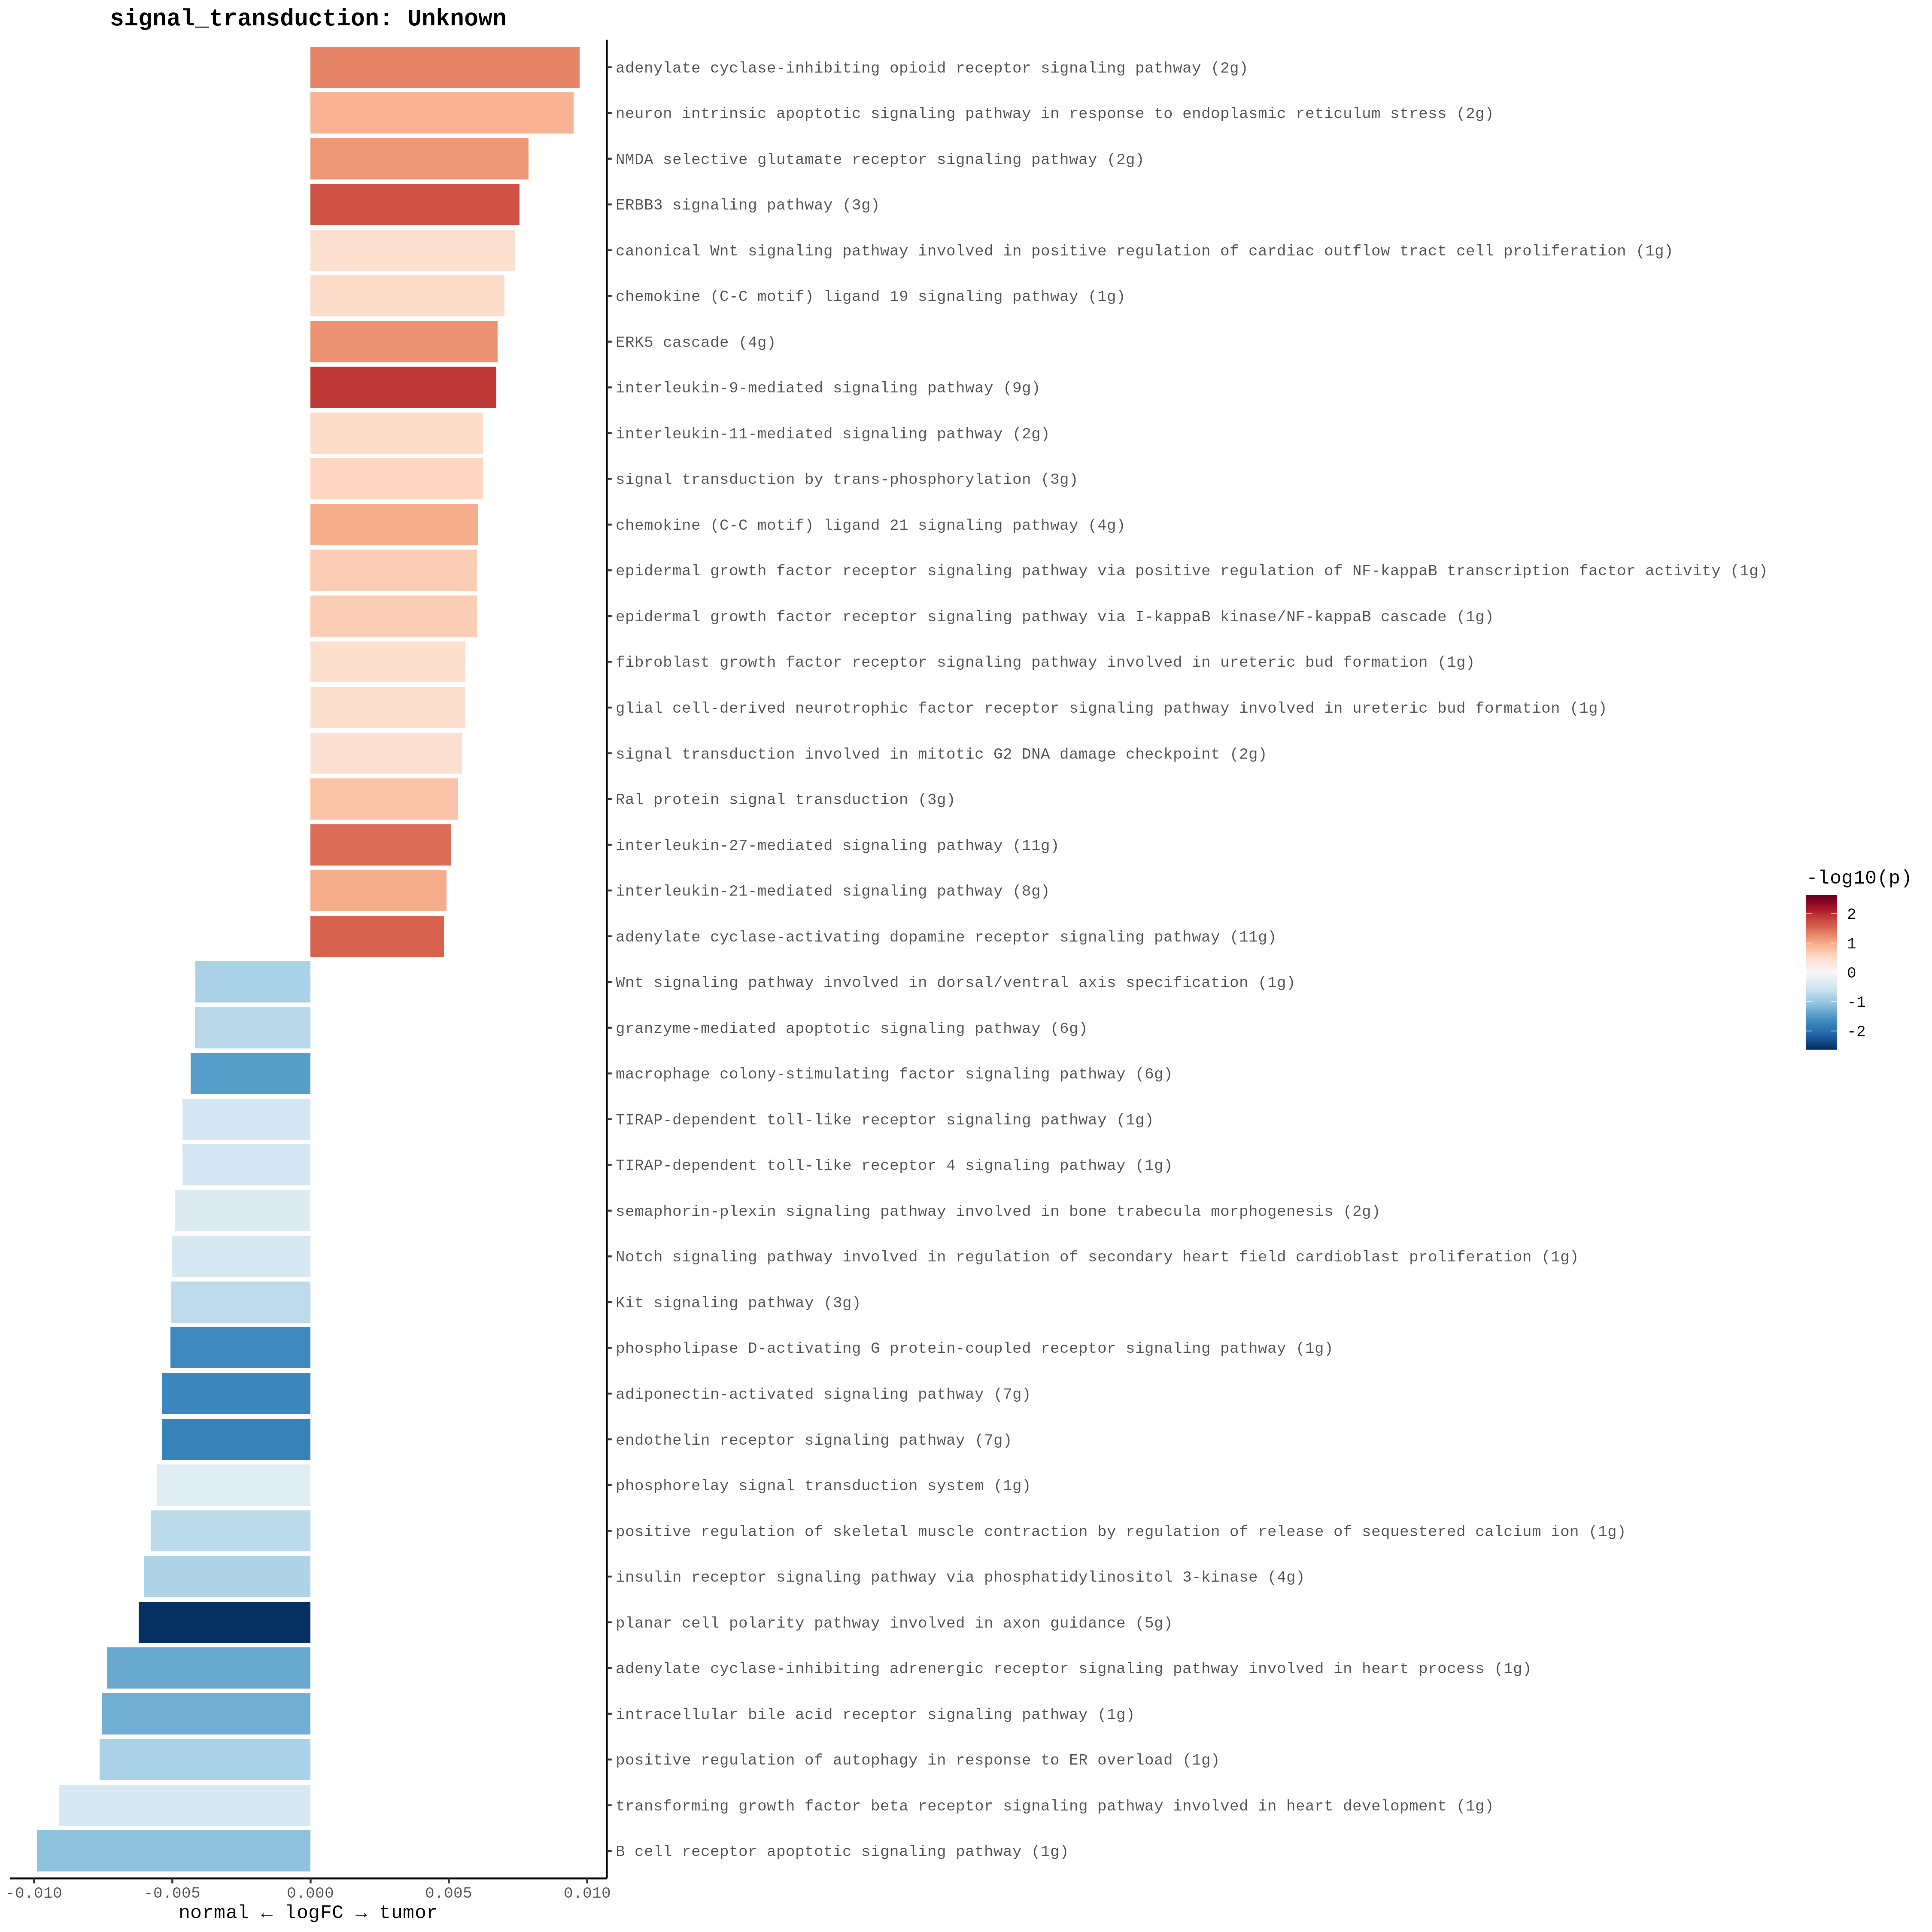 signal_transduction: Unknown
adenylate cyclase-inhibiting opioid receptor signaling pathway (2g)
neuron intrinsic apoptotic signaling pathway in response to endoplasmic reticulum stress (2g)
NMDA selective glutamate receptor signaling pathway (2g)
ERBB3 signaling pathway (3g)
canonical Wnt signaling pathway involved in positive regulation of cardiac outflow tract cell proliferation (1g)
chemokine (C-C motif) ligand 19 signaling pathway (1g)
ERK5 cascade (4g)
interleukin-9-mediated signaling pathway (9g)
interleukin-11-mediated signaling pathway (2g)
signal transduction by trans-phosphorylation (3g)
chemokine (C-C motif) ligand 21 signaling pathway (4g)
epidermal growth factor receptor signaling pathway via positive regulation of NF-kappaB transcription factor activity (1g)
epidermal growth factor receptor signaling pathway via I-kappaB kinase/NF-kappaB cascade (1g)
fibroblast growth factor receptor signaling pathway involved in ureteric bud formation (1g)
glial cell-derived neurotrophic factor receptor signaling pathway involved in ureteric bud formation (1g)
signal transduction involved in mitotic G2 DNA damage checkpoint (2g)
Ral protein signal transduction (3g)
interleukin-27-mediated signaling pathway (11g)
interleukin-21-mediated signaling pathway (8g)
adenylate cyclase-activating dopamine receptor signaling pathway (11g)
Wnt signaling pathway involved in dorsal/ventral axis specification (1g)
granzyme-mediated apoptotic signaling pathway (6g)
macrophage colony-stimulating factor signaling pathway (6g)
TIRAP-dependent toll-like receptor signaling pathway (1g)
TIRAP-dependent toll-like receptor 4 signaling pathway (1g)
semaphorin-plexin signaling pathway involved in bone trabecula morphogenesis (2g)
Notch signaling pathway involved in regulation of secondary heart field cardioblast proliferation (1g)
Kit signaling pathway (3g)
phospholipase D-activating G protein-coupled receptor signaling pathway (1g)
adiponectin-activated signaling pathway (7g)
endothelin receptor signaling pathway (7g)
phosphorelay signal transduction system (1g)
positive regulation of skeletal muscle contraction by regulation of release of sequestered calcium ion (1g)
insulin receptor signaling pathway via phosphatidylinositol 3-kinase (4g)
planar cell polarity pathway involved in axon guidance (5g)
adenylate cyclase-inhibiting adrenergic receptor signaling pathway involved in heart process (1g)
intracellular bile acid receptor signaling pathway (1g)
positive regulation of autophagy in response to ER overload (1g)
transforming growth factor beta receptor signaling pathway involved in heart development (1g)
B cell receptor apoptotic signaling pathway (1g)
-0.010 -0.005 0.000 0.005 0.010
normal ← logFC → tumor
-log10(p)
2
1
0
-1
-2